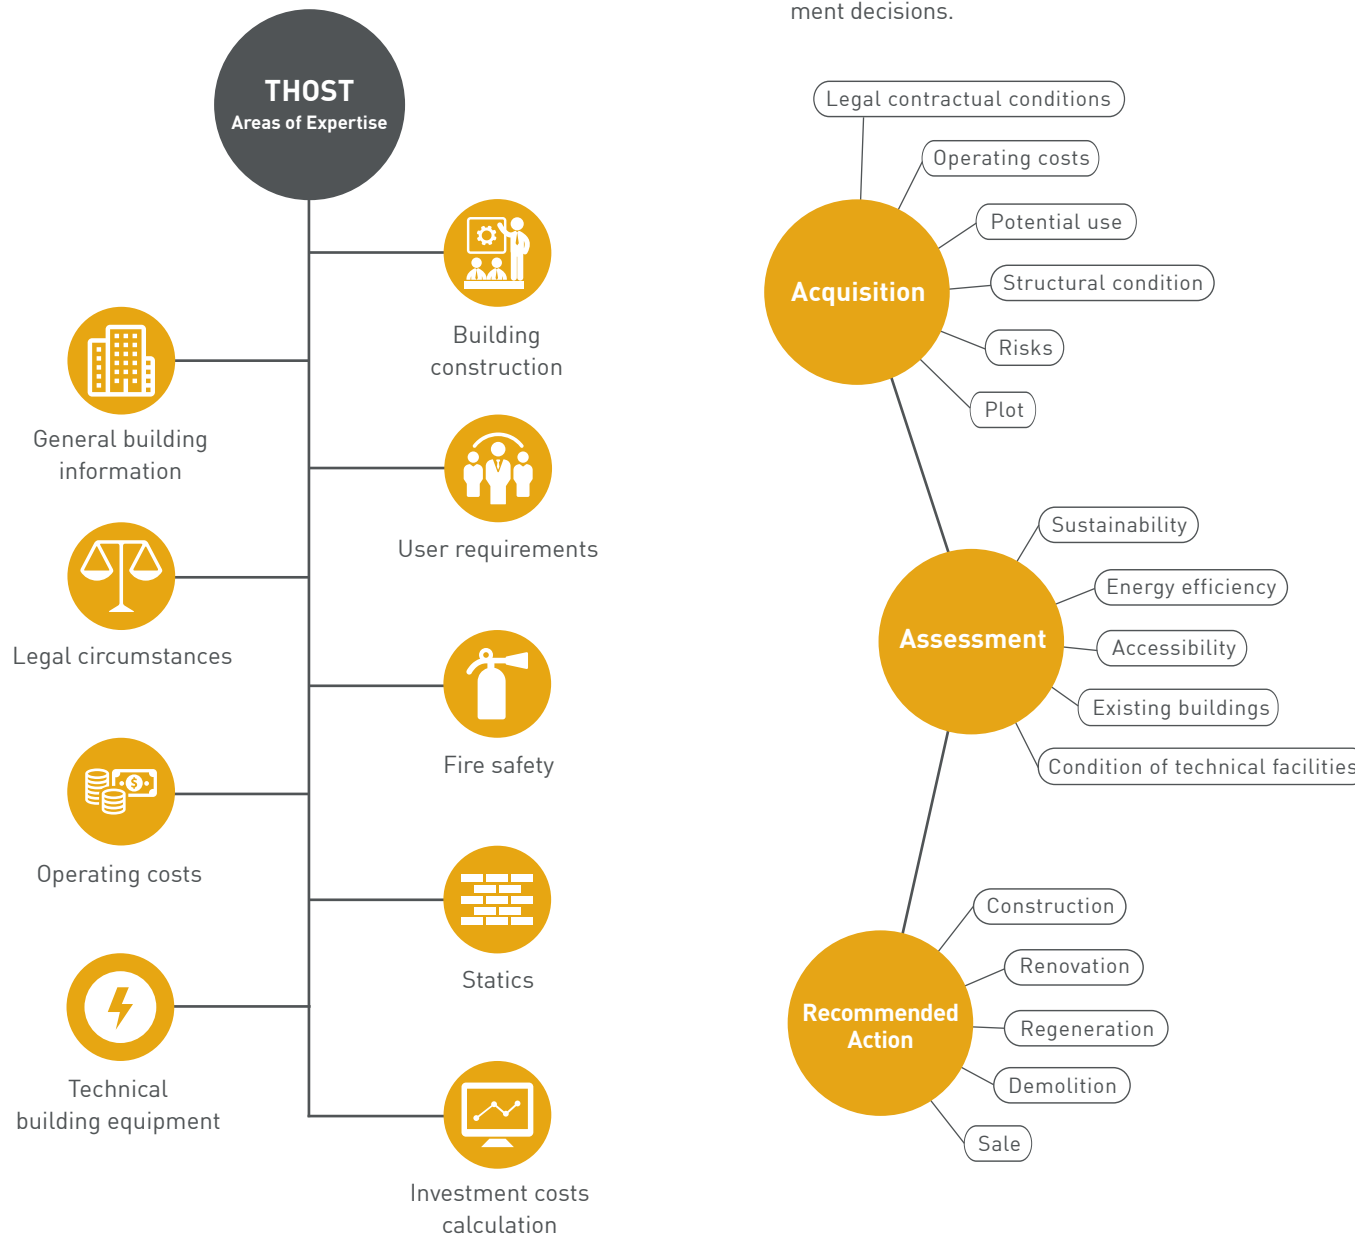 THOST
Areas of Expertise
Building
construction
General building
information
User requirements
Legal circumstances
Fire safety
Operating costs
Statics
Technical
building equipment
Investment costs
calculation
ment decisions.
Legal contractual conditions
Operating costs
Potential use
Structural condition
Risks
Plot
Acquisition
Sustainability
Energy efficiency
Accessibility
Existing buildings
Condition of technical facilities
Assessment
Construction
Renovation
Regeneration
Demolition
Sale
Recommended
Action